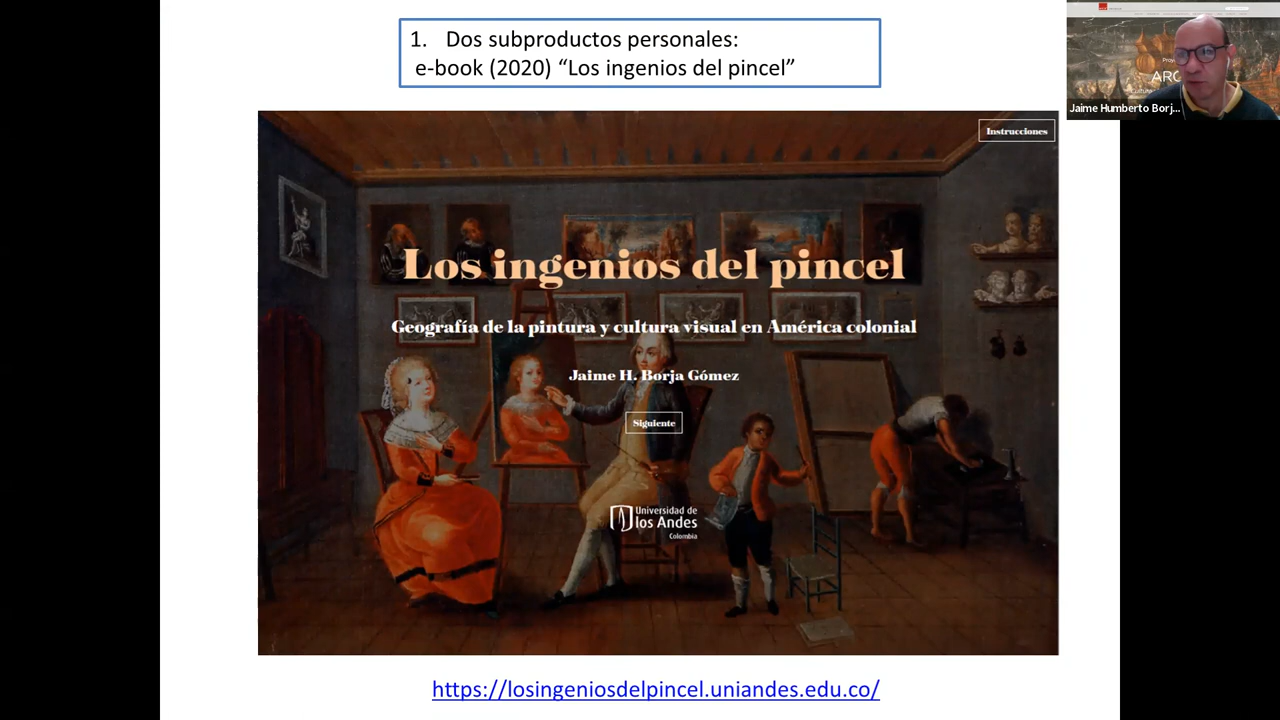 1. Dos subproductos personales:
e-book (2020) “Los ingenios del pincel”
Instrucciones
Los ingenios del pincel
Geografía de la pintura y cultura visual en América colonial
Jaime H. Borja Gómez
Siguiente
Universidad de
los Andes
Colombia
https://losingeniosdelpincel.uniandes.edu.co/
Jaime Humberto Borj...